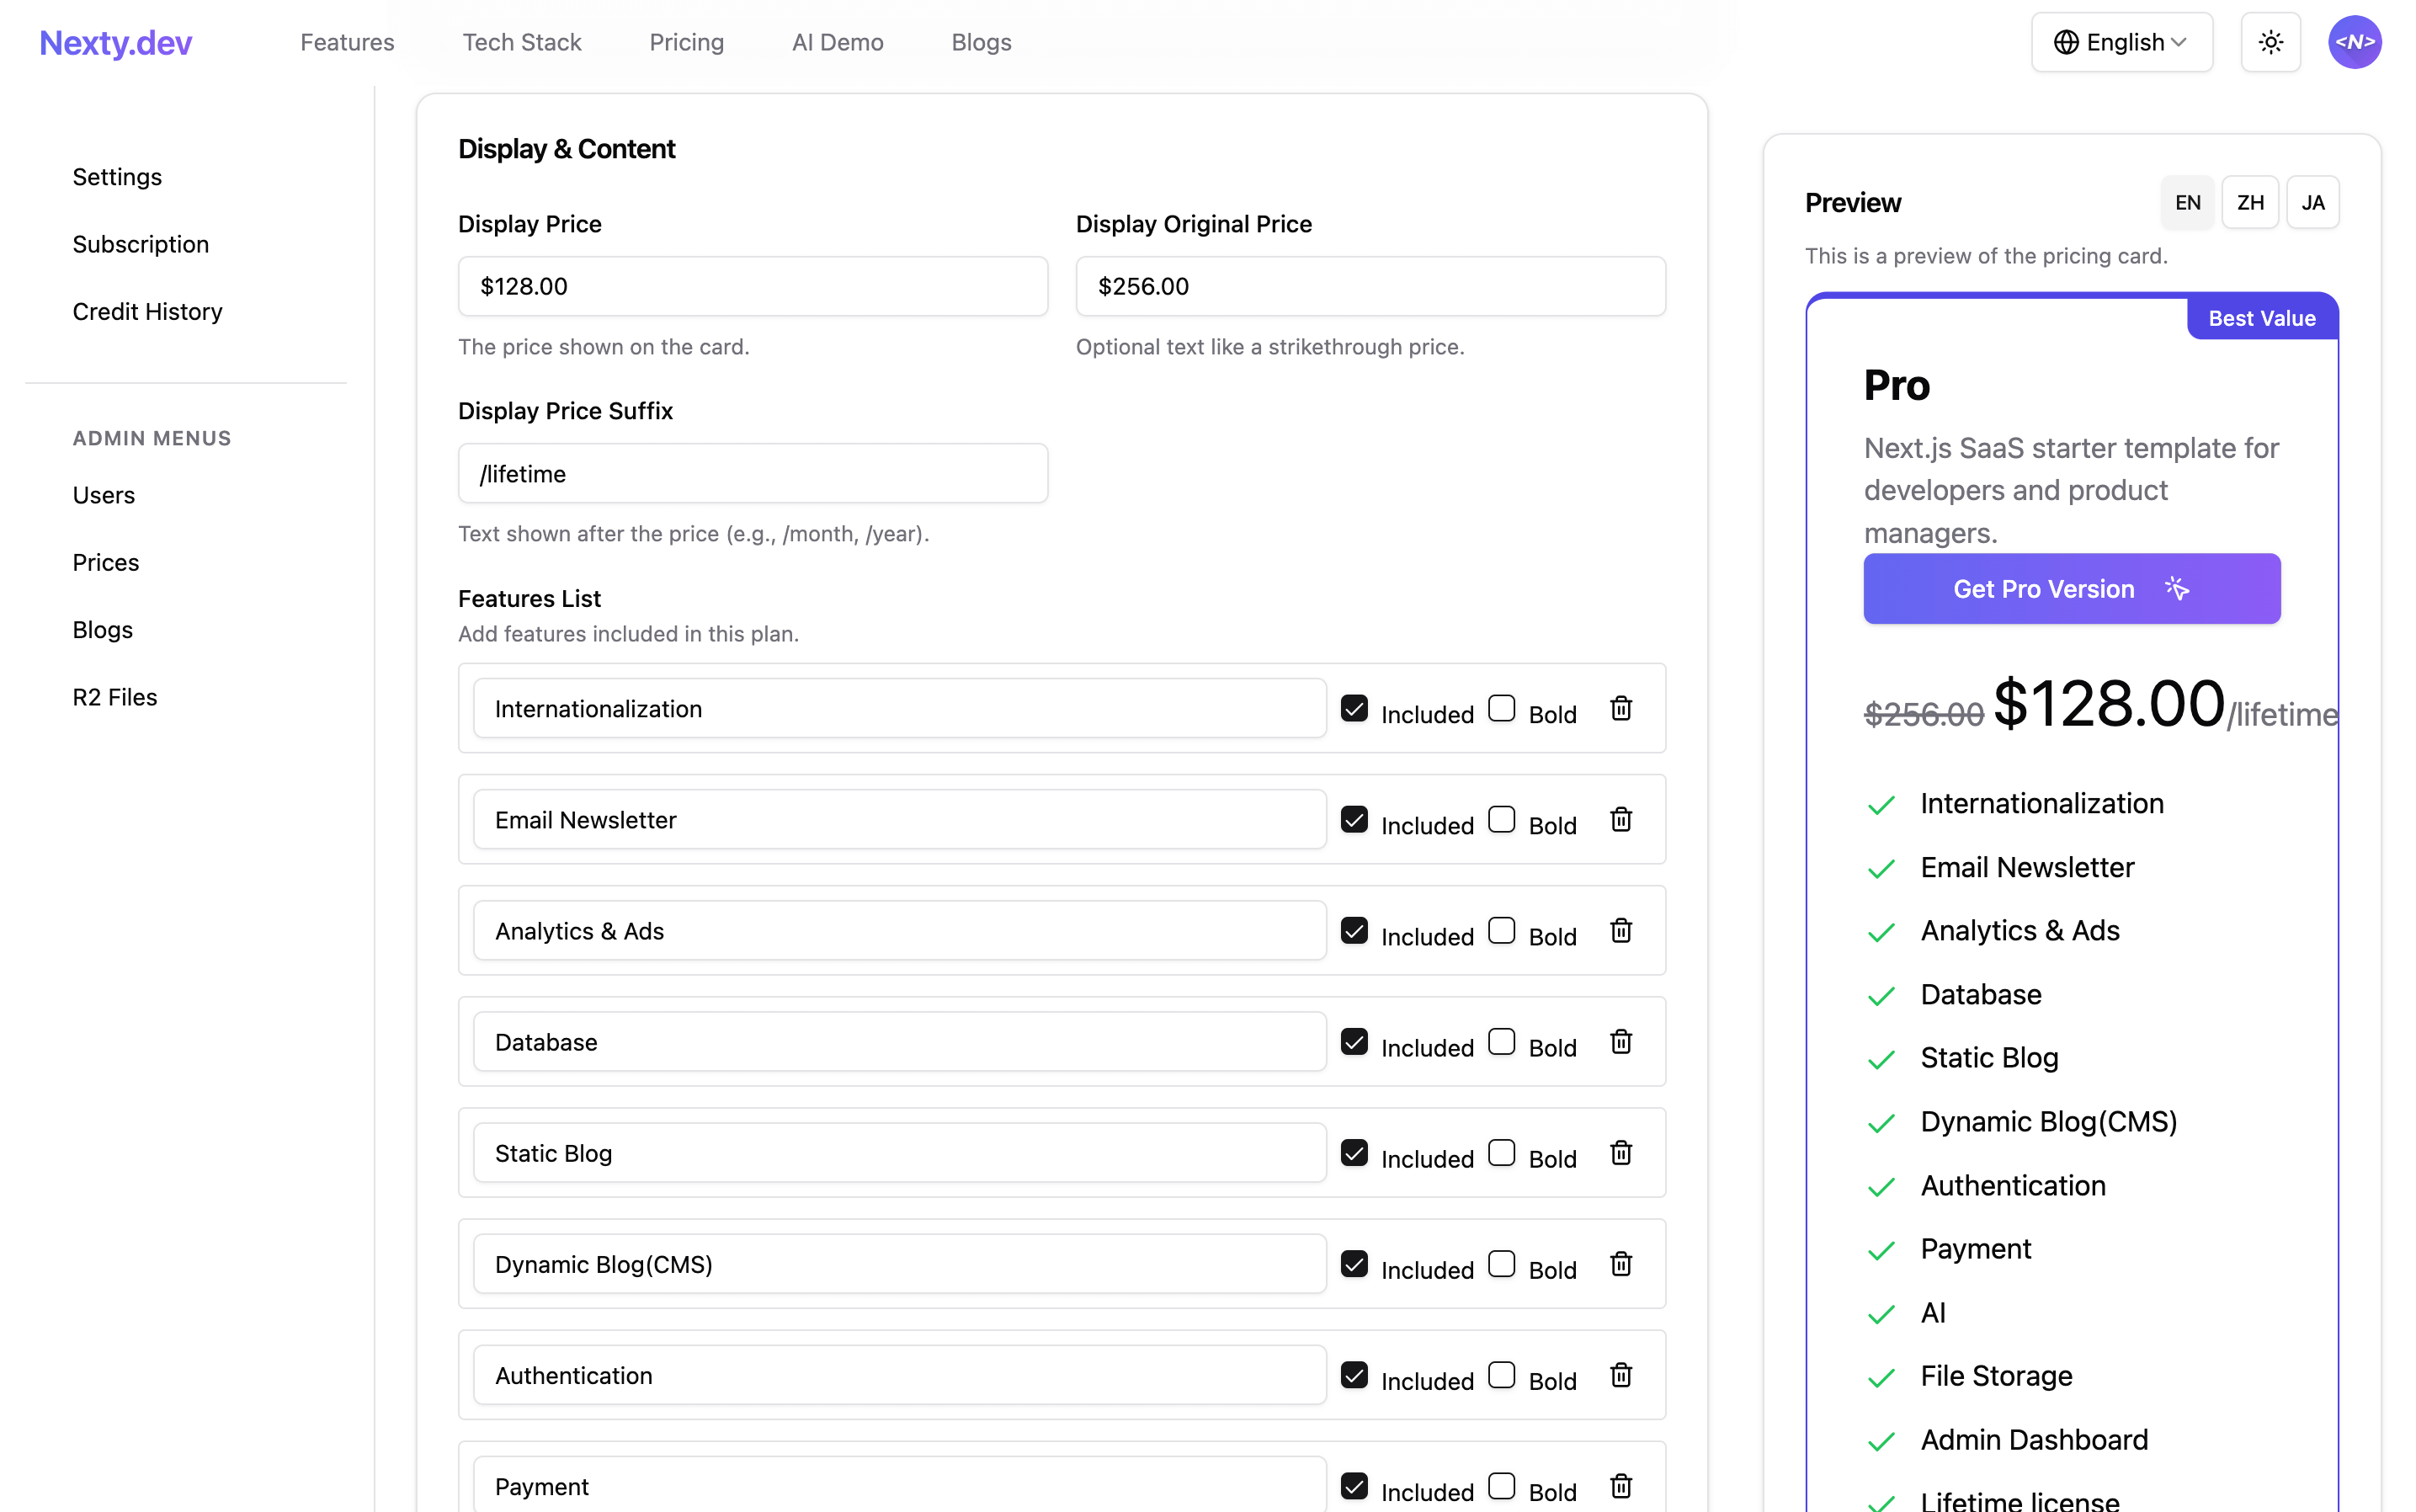 Nexty.dev
Features
Tech Stack
Pricing
AI Demo
Blogs
English
<N>
Settings
Subscription
Credit History
ADMIN MENUS
Users
Prices
Blogs
R2 Files
Display & Content
Display Price
Display Original Price
$128.00
$256.00
The price shown on the card.
Optional text like a strikethrough price.
Display Price Suffix
/lifetime
Text shown after the price (e.g., /month, /year).
Features List
Add features included in this plan.
Internationalization
Included
Bold
Email Newsletter
Included
Bold
Analytics & Ads
Included
Bold
Database
Included
Bold
Static Blog
Included
Bold
Dynamic Blog(CMS)
Included
Bold
Authentication
Included
Bold
Payment
Included
Bold
Preview
EN
ZH
JA
This is a preview of the pricing card.
Best Value
Pro
Next.js SaaS starter template for
developers and product
managers.
Get Pro Version
$256.00 $128.00/lifetime
Internationalization
Email Newsletter
Analytics & Ads
Database
Static Blog
Dynamic Blog(CMS)
Authentication
Payment
AI
File Storage
Admin Dashboard
Lifetime license